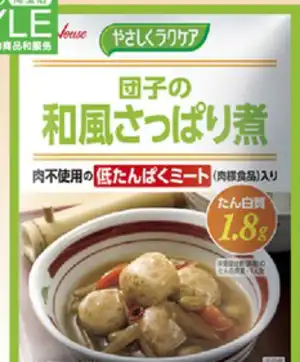 YLE
商品和服务
House
やさしくラクケア
団子の
和風さっぱり煮
肉不使用の 低たんぱくミート (肉様食品) 入り
たん白質
1.8g